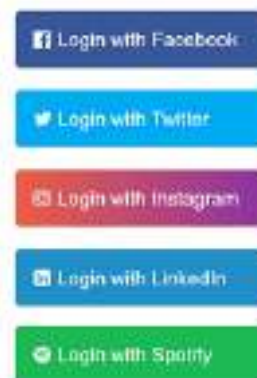 Login with Facebook
Login with Twitter
Login with Instagram
Login with LinkedIn
Login with Spotify